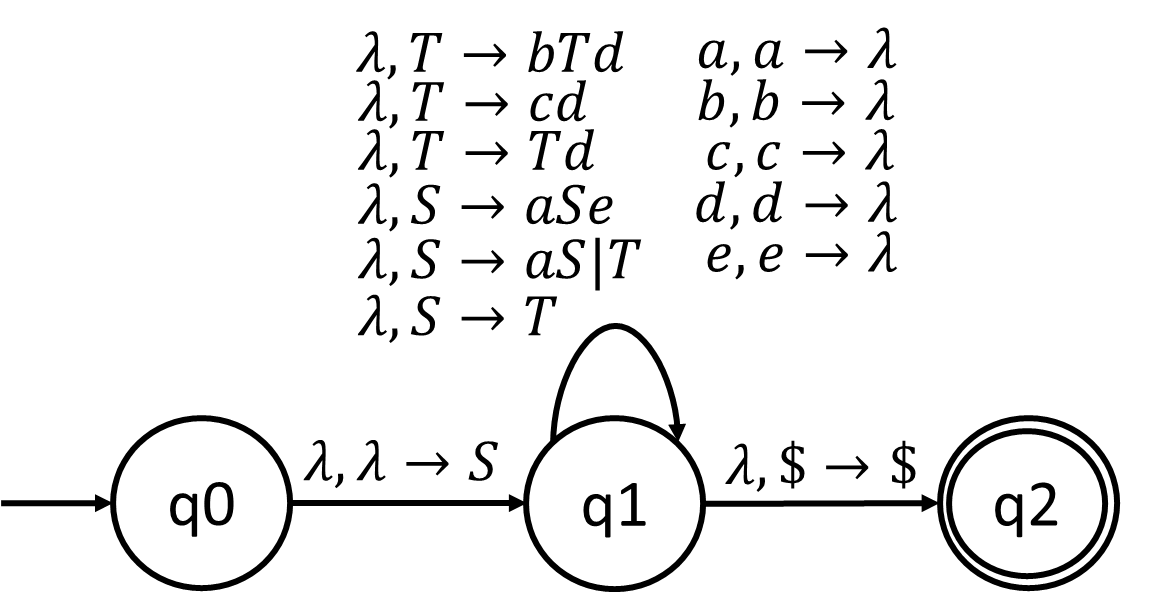 λ, T → bTd
λ, T → cd
λ, T → Td
λ, S → aSe
λ, S → aS|T
λ, S → T
a, a → λ
b, b → λ
c, c → λ
d, d → λ
e, e → λ
q0
λ, λ → S
q1
λ, $ → $
q2